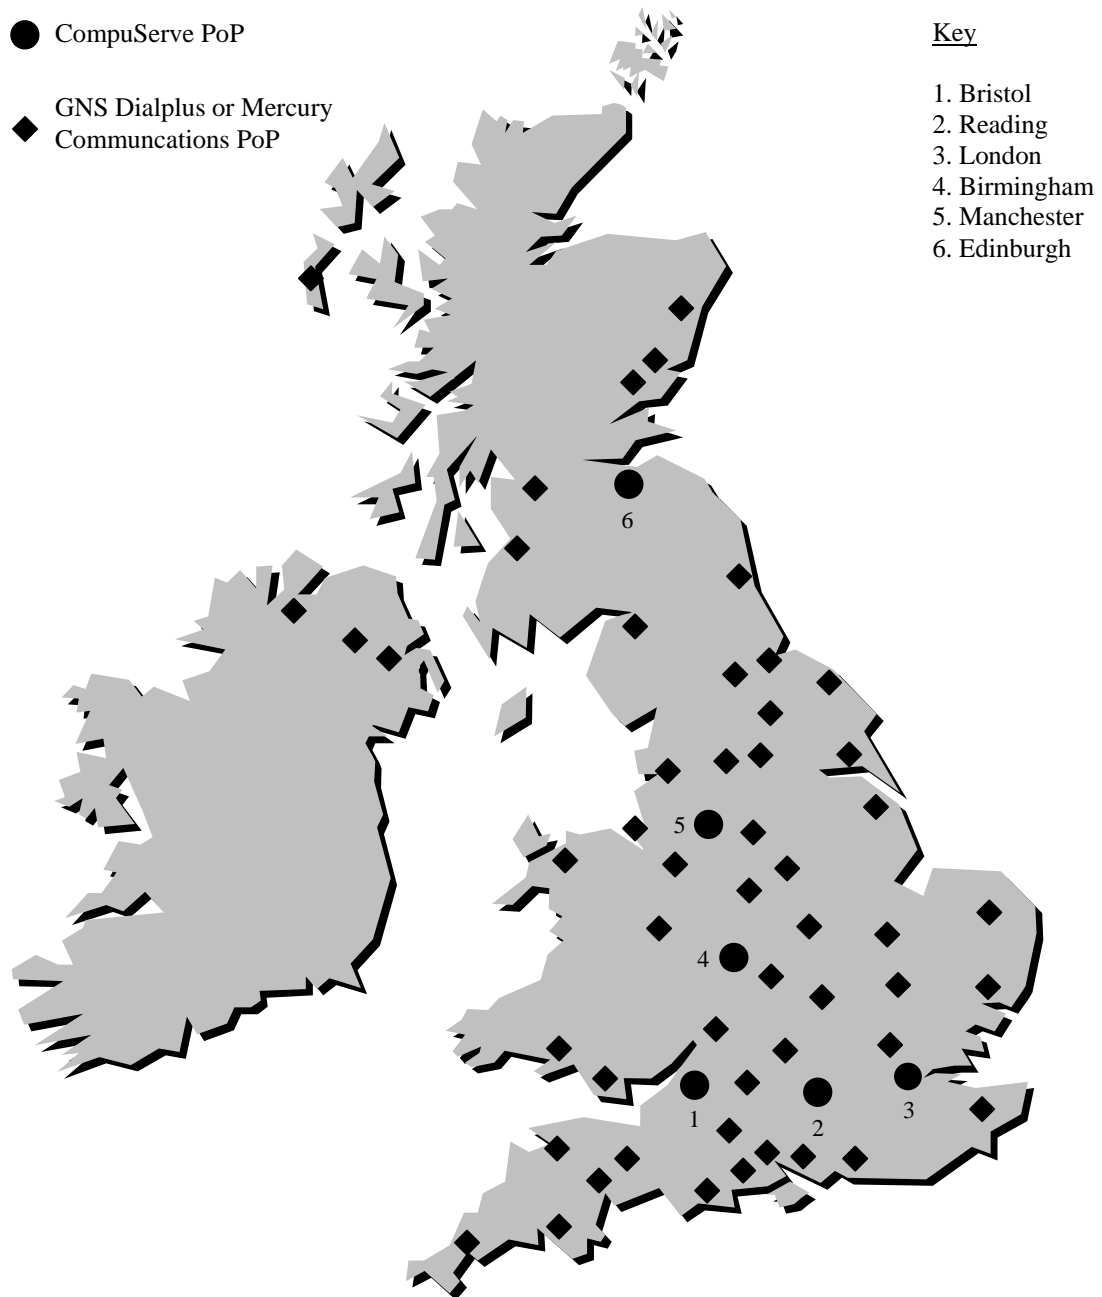 CompuServe PoP
GNS Dialplus or Mercury
Communcations PoP
Key
1. Bristol
2. Reading
3. London
4. Birmingham
5. Manchester
6. Edinburgh
6
5
4
3
1
2